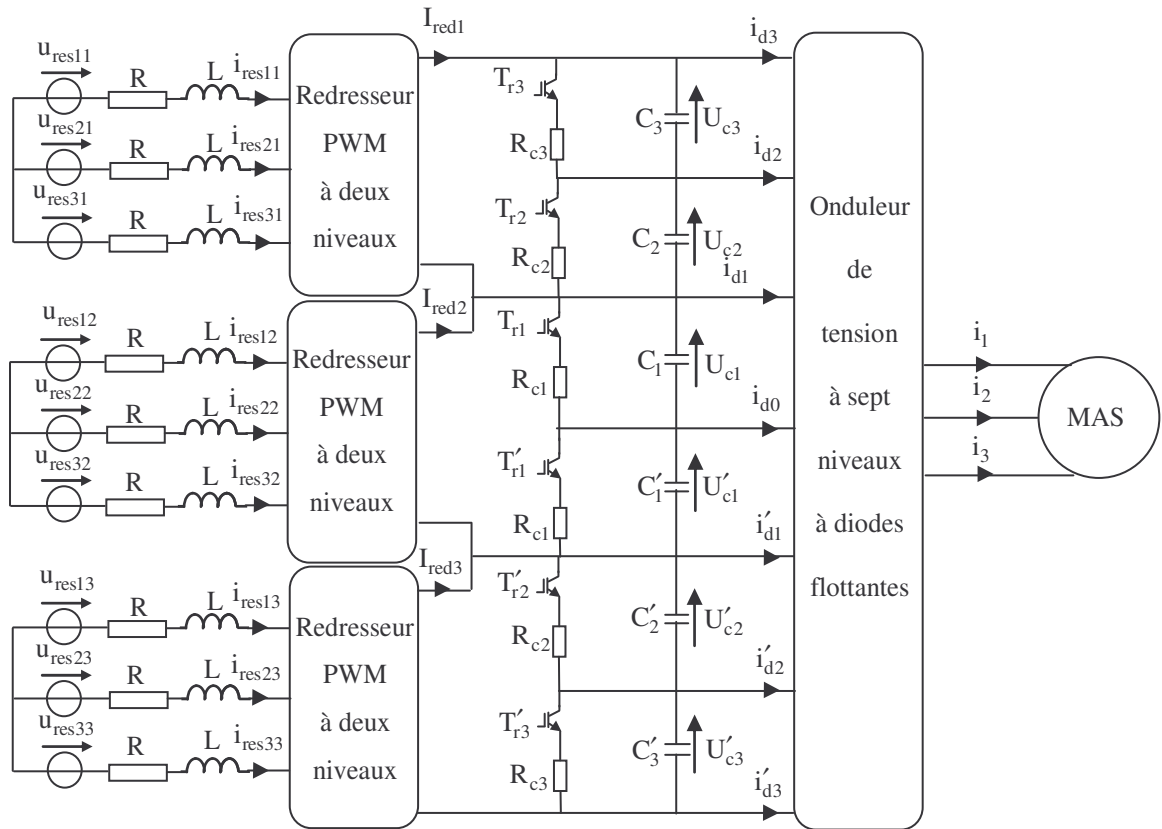 u_res11
R
L
i_res11
u_res21
R
L
i_res21
u_res31
R
L
i_res31
Redresseur
PWM
à deux
niveaux
I_red1
u_res12
R
L
i_res12
u_res22
R
L
i_res22
u_res32
R
L
i_res32
Redresseur
PWM
à deux
niveaux
I_red2
u_res13
R
L
i_res13
u_res23
R
L
i_res23
u_res33
R
L
i_res33
Redresseur
PWM
à deux
niveaux
I_red3
T_r3
R_c3
C_3
U_c3
T_r2
R_c2
C_2
U_c2
T_r1
R_c1
C_1
U_c1
T'_r1
R_c1
C'_1
U'_c1
T'_r2
R_c2
C'_2
U'_c2
T'_r3
R_c3
C'_3
U'_c3
i_d3
i_d2
i_d1
i_d0
i'_d1
i'_d2
i'_d3
Onduleur
de
tension
à sept
niveaux
à diodes
flottantes
i_1
i_2
i_3
MAS